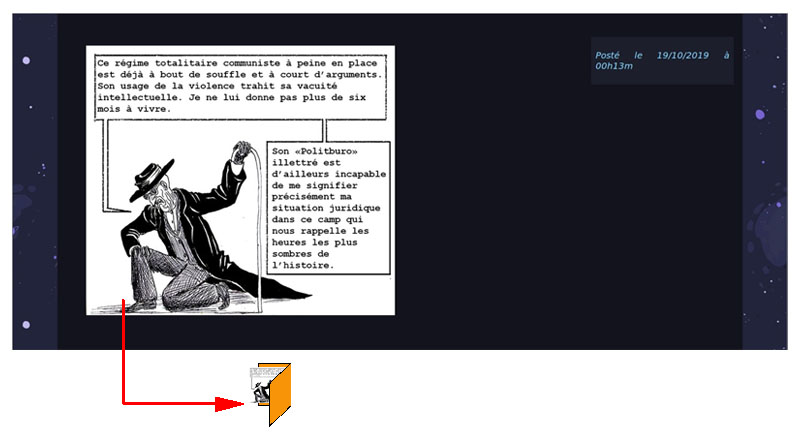 Ce régime totalitaire communiste à peine en place
est déjà à bout de souffle et à court d'arguments.
Son usage de la violence trahit sa vacuité
intellectuelle. Je ne lui donne pas plus de six
mois à vivre.
Son «Politburo»
illettré est
d'ailleurs incapable
de me signifier
précisément ma
situation juridique
dans ce camp qui
nous rappelle les
heures les plus
sombres de
l'histoire.
Posté le 19/10/2019 à
00h13m